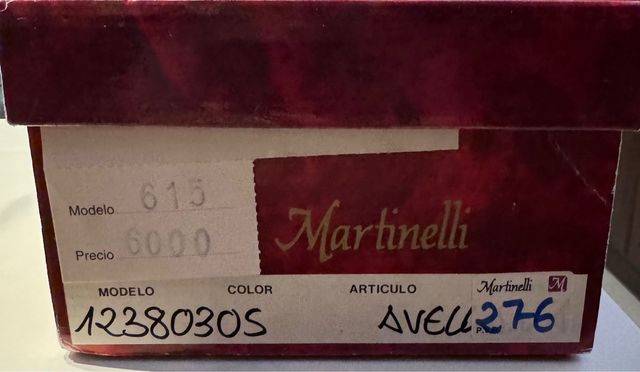 Modelo 615
Precio 6000
Martinelli
MODELO COLOR ARTICULO Martinelli M
12380305 AVELL 276